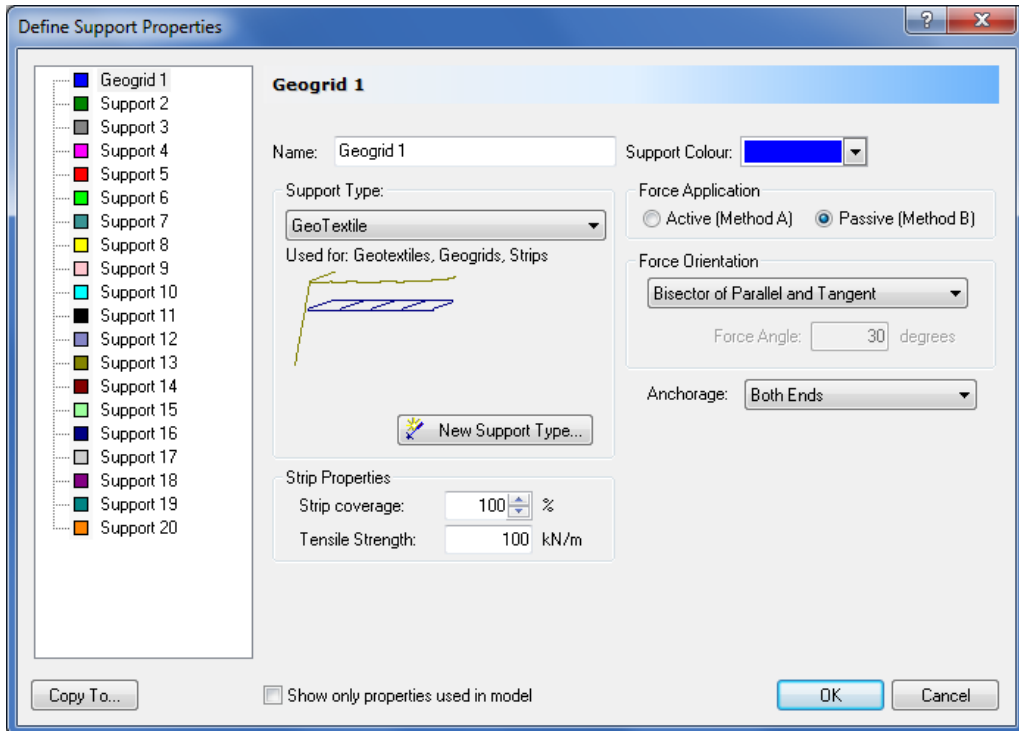 Define Support Properties
?
X
Geogrid 1
Support 2
Support 3
Support 4
Support 5
Support 6
Support 7
Support 8
Support 9
Support 10
Support 11
Support 12
Support 13
Support 14
Support 15
Support 16
Support 17
Support 18
Support 19
Support 20
Geogrid 1
Name: Geogrid 1
Support Colour:
Support Type:
GeoTextile
Used for: Geotextiles, Geogrids, Strips
New Support Type...
Strip Properties
Strip coverage: 100 %
Tensile Strength: 100 kN/m
Force Application
Active (Method A) Passive (Method B)
Force Orientation
Bisector of Parallel and Tangent
Force Angle: 30 degrees
Anchorage: Both Ends
Copy To... Show only properties used in model OK Cancel